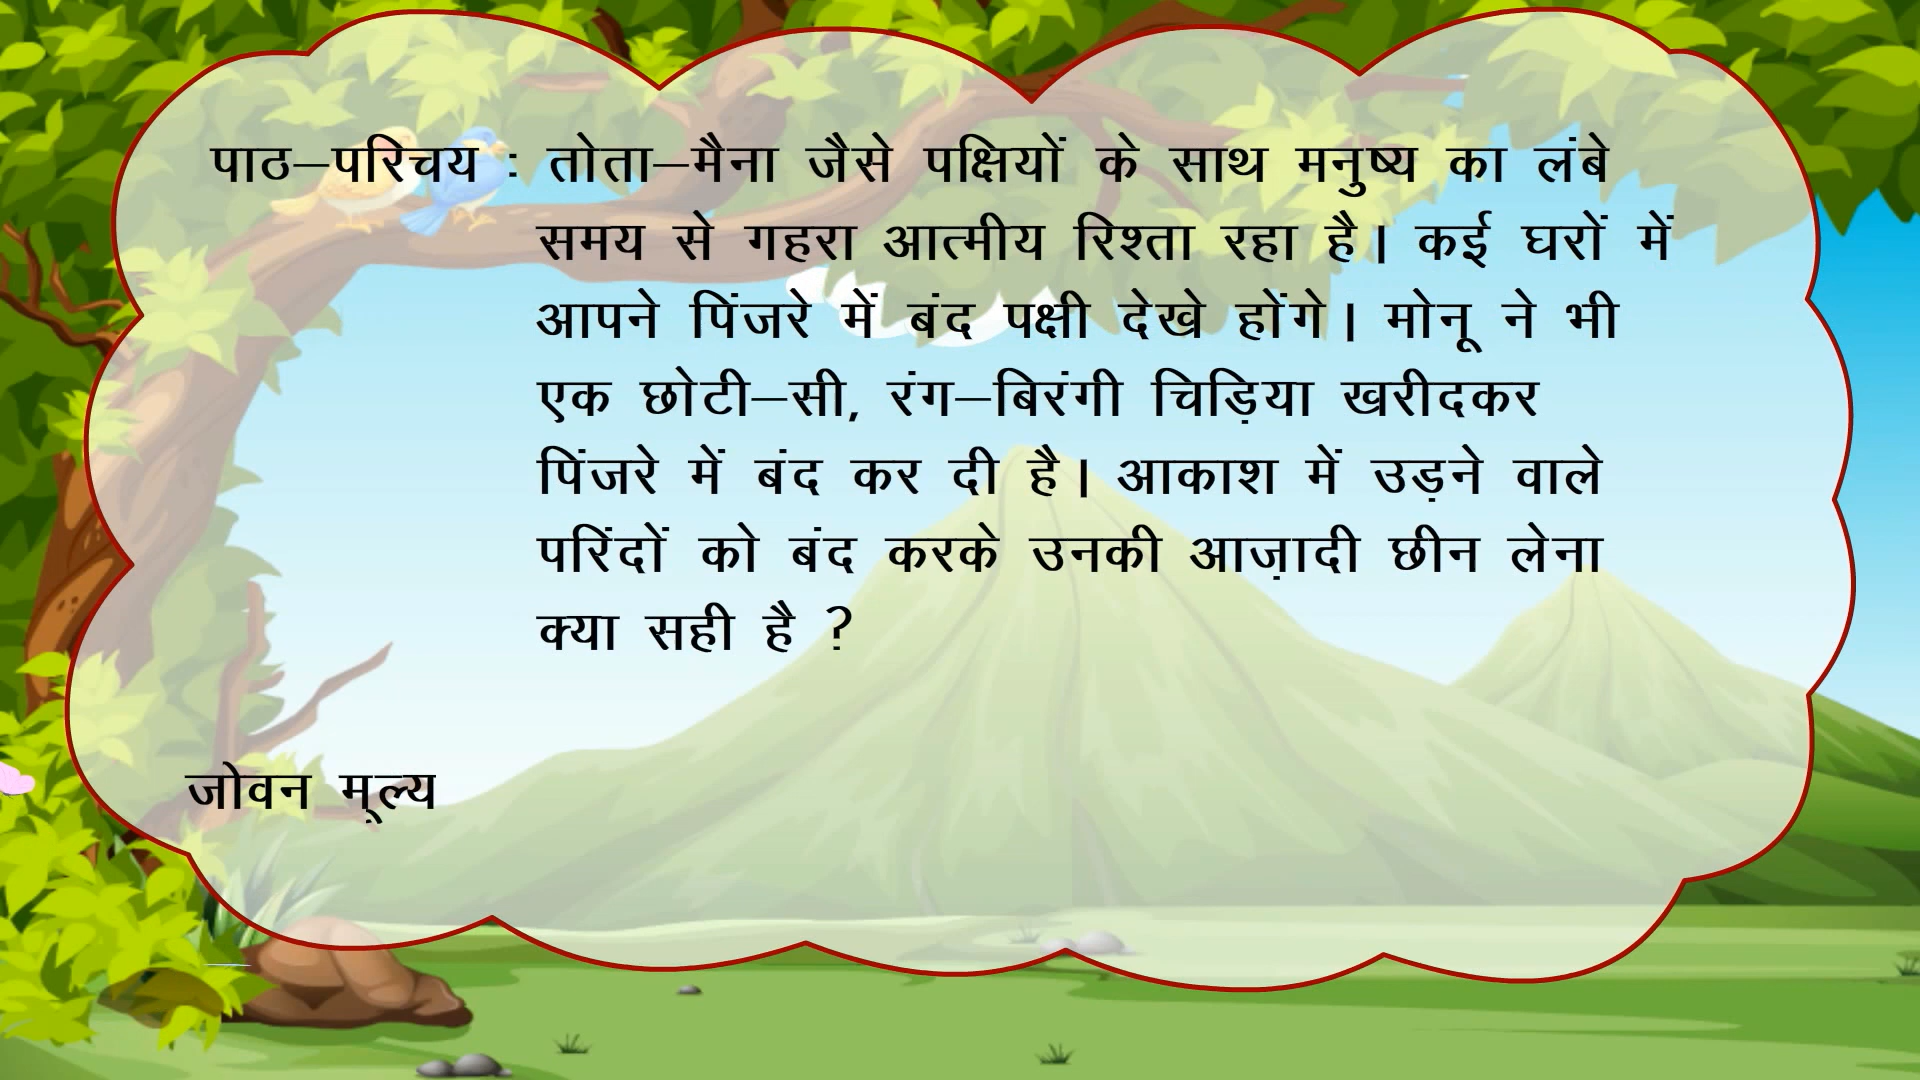 पाठ–परिचय : तोता–मैना जैसे पक्षियों के साथ मनुष्य का लंबे
समय से गहरा आत्मीय रिश्ता रहा है। कई घरों में
आपने पिंजरे में बंद पक्षी देखे होंगे। मोनू ने भी
एक छोटी–सी, रंग–बिरंगी चिड़िया खरीदकर
पिंजरे में बंद कर दी है। आकाश में उड़ने वाले
परिंदों को बंद करके उनकी आज़ादी छीन लेना
क्या सही है ?
जोवन मूल्य